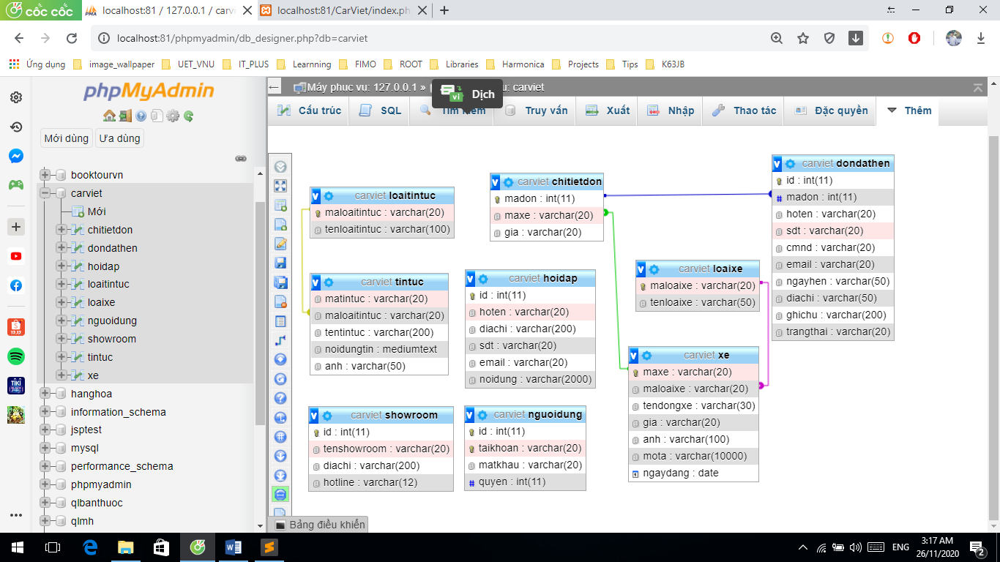 CỐC CỐC
localhost:81 / 127.0.0.1 / carvi
localhost:81/CarViet/index.ph
localhost:81/phpmyadmin/db_designer.php?db=carviet
Ứng dụng image_wallpaper UET_VNU IT_PLUS Learnning FIMO ROOT Libraries Harmonica Projects Tips K63JB
phpMyAdmin
Mới dùng Ưa dùng
booktourvn
carviet
Mới
chitietdon
dondathen
hoidap
loaitintuc
loaixe
nguoidung
showroom
tintuc
xe
hanghoa
information_schema
jsptest
mysql
performance_schema
phpmyadmin
qlbanthuoc
qlmh
Máy phục vụ: 127.0.0.1 »
u: carviet
vi Dịch
Cấu trúc SQL Tìm kiếm Truy vấn Xuất Nhập Thao tác Đặc quyền Thêm
carviet loaitintuc
maloaitintuc : varchar(20)
tenloaitintuc : varchar(100)
carviet tintuc
matintuc : varchar(20)
maloaitintuc : varchar(20)
tentintuc : varchar(200)
noidungtin : mediumtext
anh : varchar(50)
carviet showroom
id : int(11)
tenshowroom : varchar(20)
diachi : varchar(200)
hotline : varchar(12)
carviet chitietdon
madon : int(11)
maxe : varchar(20)
gia : varchar(20)
carviet hoidap
id : int(11)
hoten : varchar(20)
diachi : varchar(200)
sdt : varchar(20)
email : varchar(20)
noidung : varchar(2000)
carviet nguoidung
id : int(11)
taikhoan : varchar(20)
matkhau : varchar(20)
quyen : int(11)
carviet loaixe
maloaixe : varchar(20)
tenloaixe : varchar(50)
carviet xe
maxe : varchar(20)
maloaixe : varchar(20)
tendongxe : varchar(30)
gia : varchar(20)
anh : varchar(100)
mota : varchar(10000)
ngaydang : date
carviet dondathen
id : int(11)
madon : int(11)
hoten : varchar(20)
sdt : varchar(20)
cmnd : varchar(20)
email : varchar(20)
ngayhen : varchar(50)
diachi : varchar(50)
ghichu : varchar(200)
trangthai : varchar(20)
Bảng điều khiển
ENG
3:17 AM
26/11/2020
2